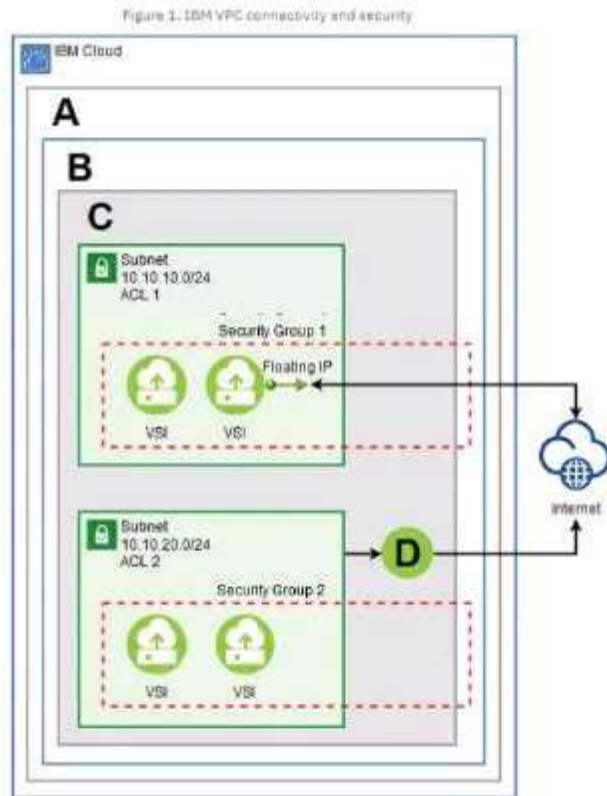 Figure 1. IBM VPC connectivity and security
IBM Cloud
A
B
C
Subnet
10.10.10.0/24
ACL 1
Security Group 1
Floating IP
VSI
VSI
Internet
Subnet
10.10.20.0/24
ACL 2
D
Security Group 2
VSI
VSI